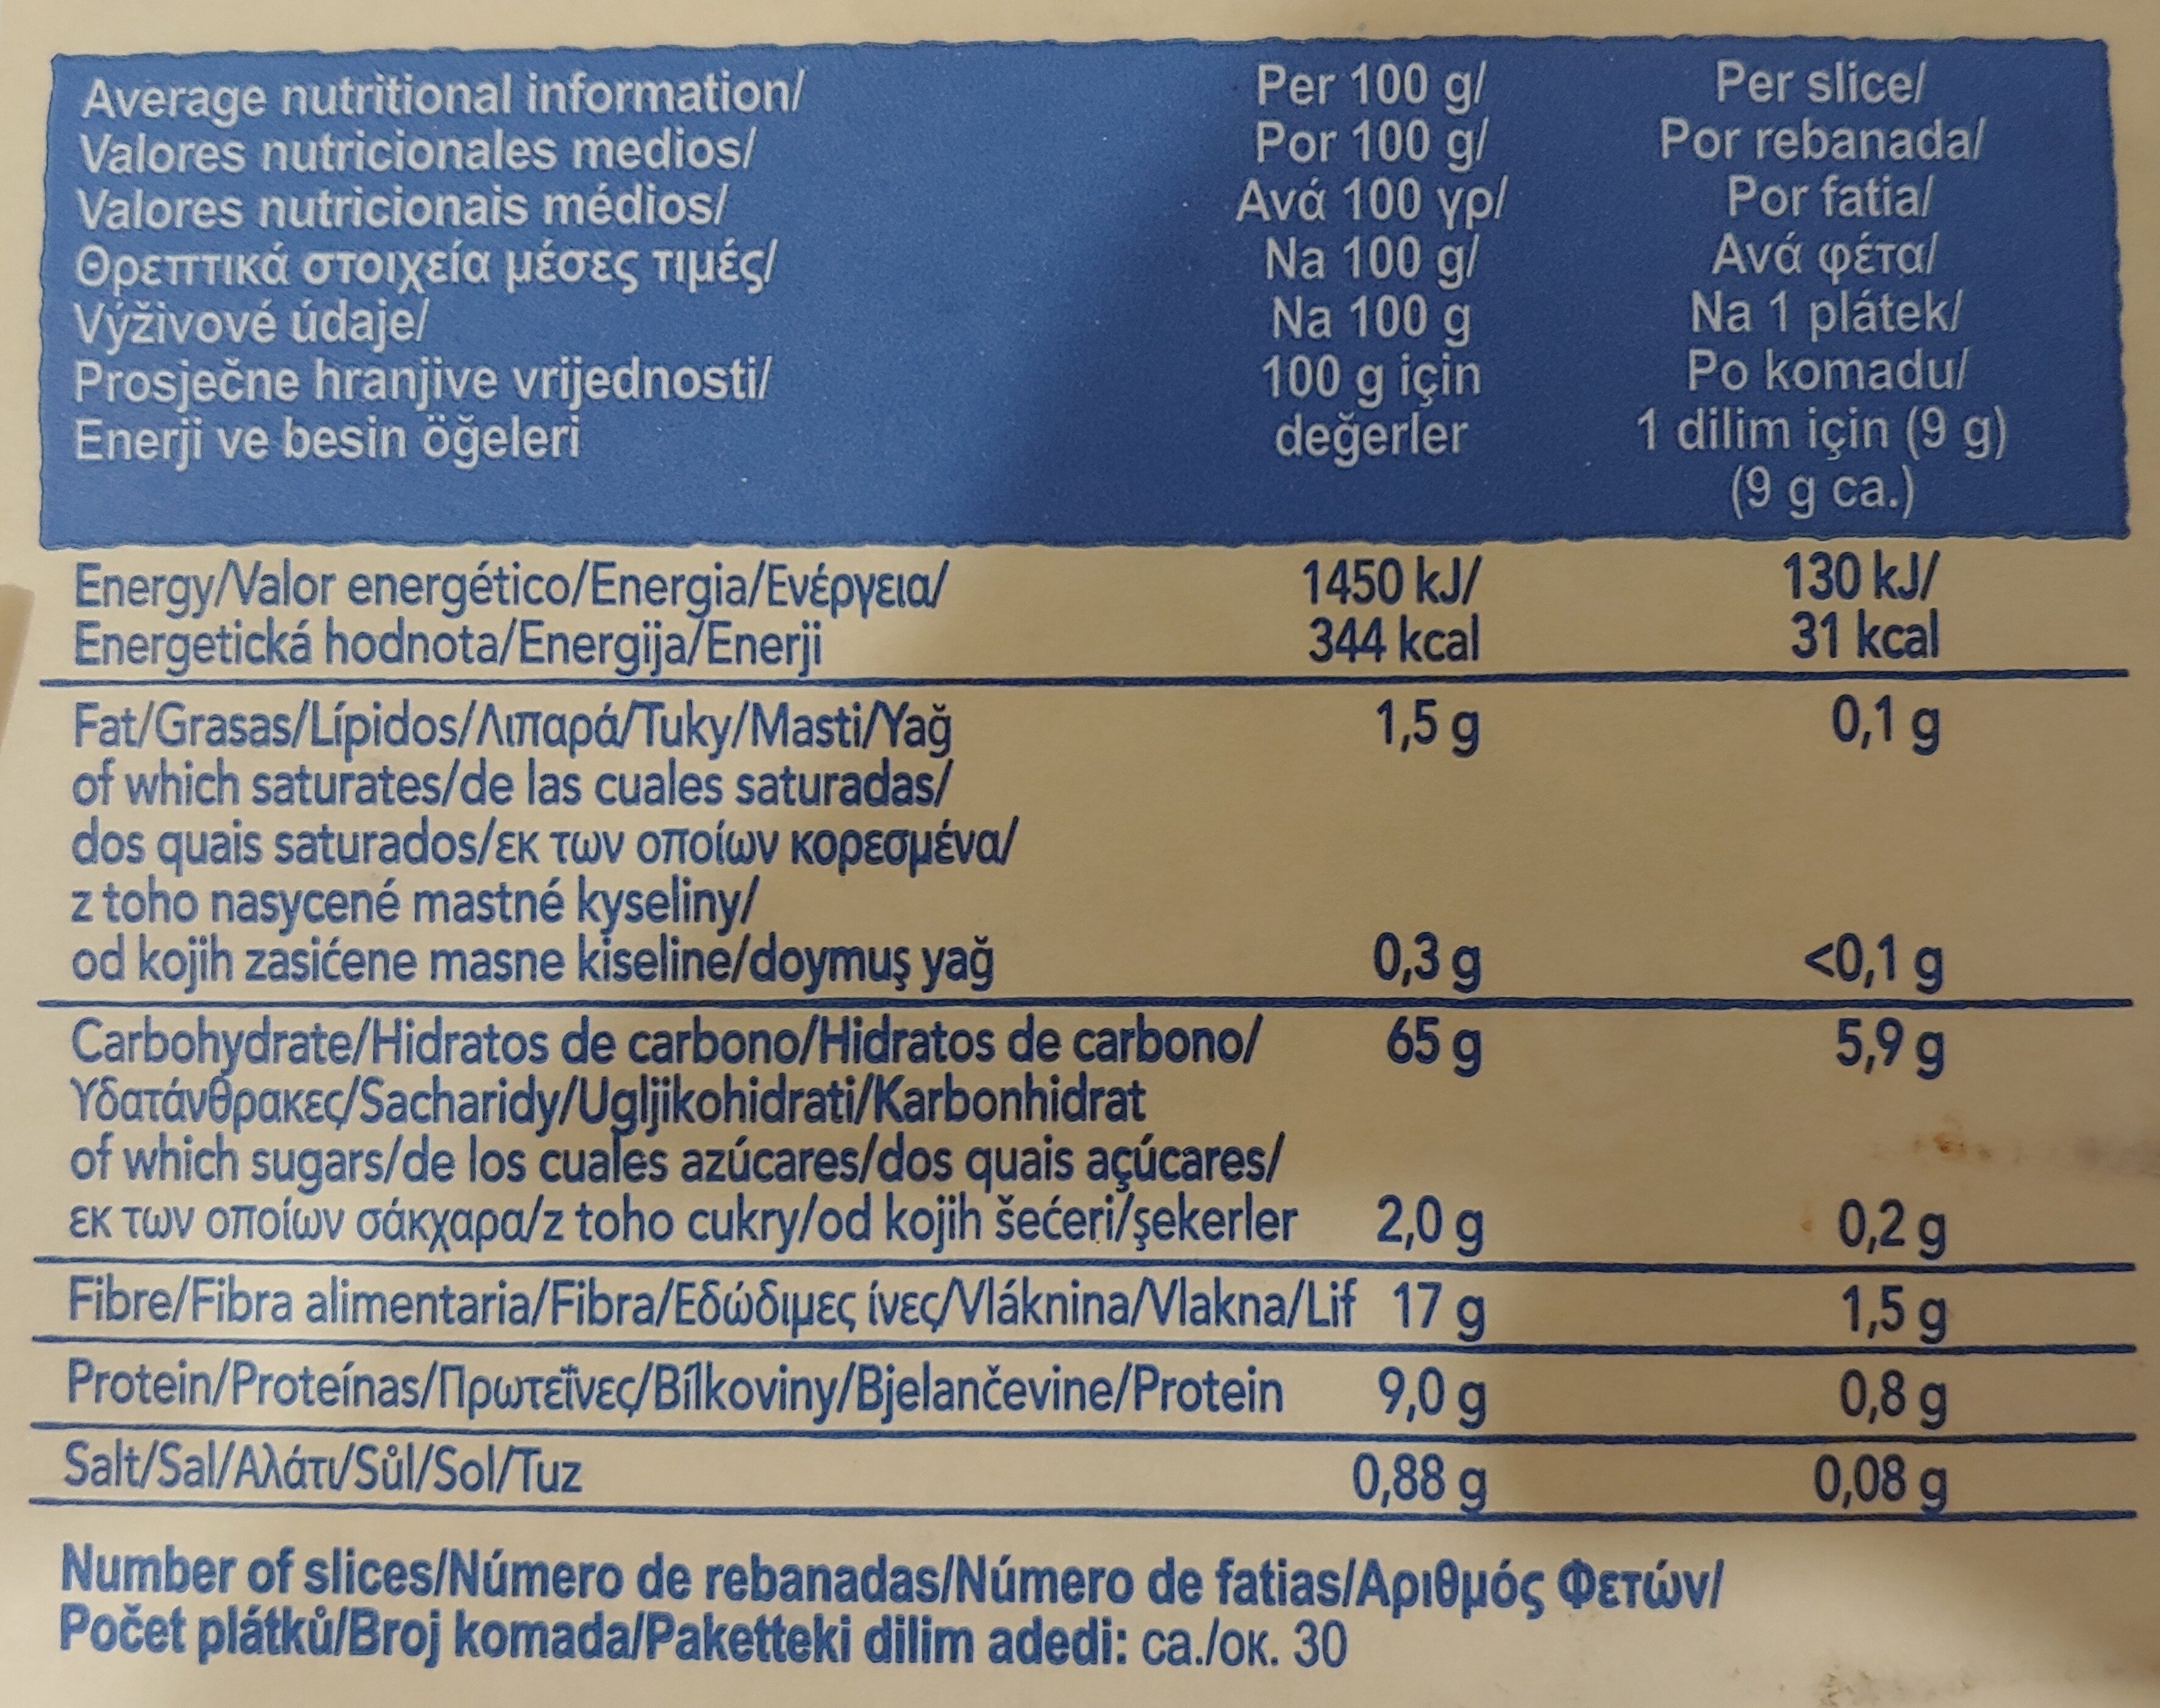 Average nutritional information/
Valores nutricionales medios/
Valores nutricionais médios/
Θρεπτικά στοιχεία μέσες τιμές/
Výživové údaje/
Prosječne hranjive vrijednosti/
Enerji ve besin öğeleri
Per 100 g/
Por 100 g/
Ανά 100 γρ/
Na 100 g/
Na 100 g
100 g için
değerler
Per slice/
Por rebanada/
Por fatia/
Ανά φέτα/
Na 1 plátek/
Po komadu/
1 dilim için (9 g)
(9 g ca.)
Energy/Valor energético/Energia/Ενέργεια/ 1450 kJ/ 130 kJ/
Energetická hodnota/Energija/Enerji 344 kcal 31 kcal
Fat/Grasas/Lípidos/Λιπαρά/Tuky/Masti/Yağ 1,5 g 0,1 g
of which saturates/de las cuales saturadas/
dos quais saturados/εκ των οποίων κορεσμένα/
z toho nasycené mastné kyseliny/
od kojih zasićene masne kiseline/doymuş yağ 0,3 g <0,1 g
Carbohydrate/Hidratos de carbono/Hidratos de carbono/ 65 g 5,9 g
Υδατάνθρακες/Sacharidy/Ugljikohidrati/Karbonhidrat
of which sugars/de los cuales azúcares/dos quais açúcares/
εκ των οποίων σάκχαρα/z toho cukry/od kojih šećeri/şekerler 2,0 g 0,2 g
Fibre/Fibra alimentaria/Fibra/Εδώδιμες ίνες/Vláknina/Vlakna/Lif 17 g 1,5 g
Protein/Proteínas/Πρωτεΐνες/Bílkoviny/Bjelančevine/Protein 9,0 g 0,8 g
Salt/Sal/Αλάτι/Sůl/Sol/Tuz 0,88 g 0,08 g
Number of slices/Número de rebanadas/Número de fatias/Αριθμός Φετών/
Počet plátků/Broj komada/Paketteki dilim adedi: ca./οκ. 30